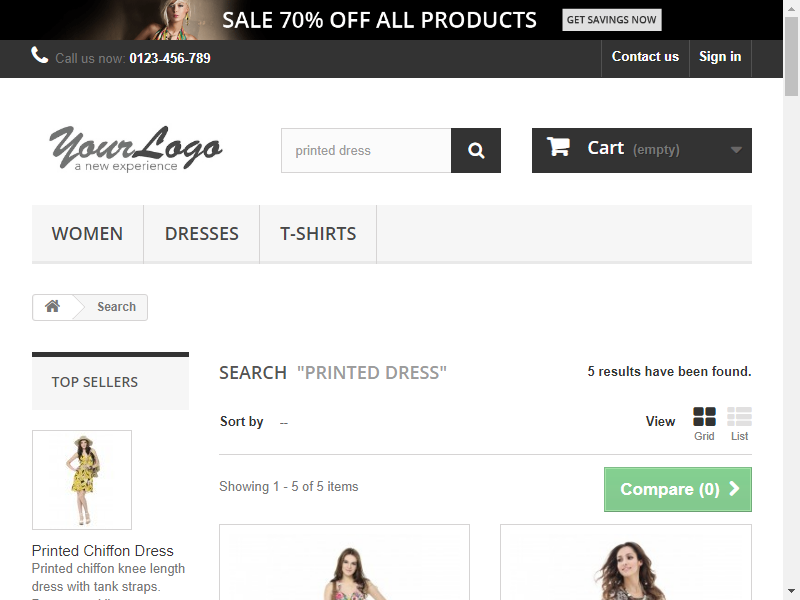 SALE 70% OFF ALL PRODUCTS GET SAVINGS NOW
Call us now: 0123-456-789 Contact us Sign in
YourLogo
a new experience
printed dress
Cart (empty)
WOMEN DRESSES T-SHIRTS
Search
TOP SELLERS
SEARCH "PRINTED DRESS" 5 results have been found.
Sort by -- View Grid List
Showing 1 - 5 of 5 items Compare (0)
Printed Chiffon Dress
Printed chiffon knee length
dress with tank straps.